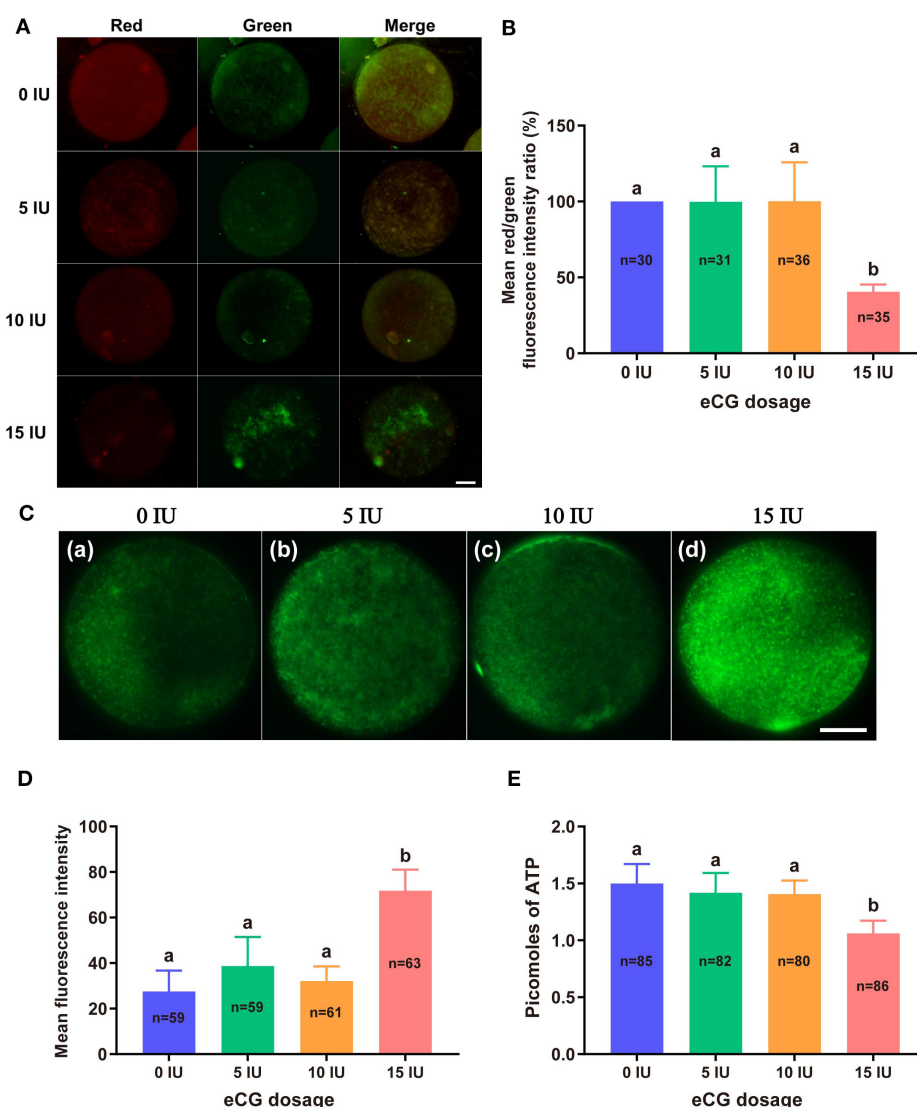 A
Red Green Merge
0 IU
5 IU
10 IU
15 IU
B
Mean red/green
fluorescence intensity ratio (%)
150
100
50
0
a a a b
n=30 n=31 n=36 n=35
0 IU 5 IU 10 IU 15 IU
eCG dosage
C
0 IU 5 IU 10 IU 15 IU
(a) (b) (c) (d)
D
Mean fluorescence intensity
100
80
60
40
20
0
a a a b
n=59 n=59 n=61 n=63
0 IU 5 IU 10 IU 15 IU
eCG dosage
E
Picomoles of ATP
2.0
1.5
1.0
0.5
0.0
a a a b
n=85 n=82 n=80 n=86
0 IU 5 IU 10 IU 15 IU
eCG dosage